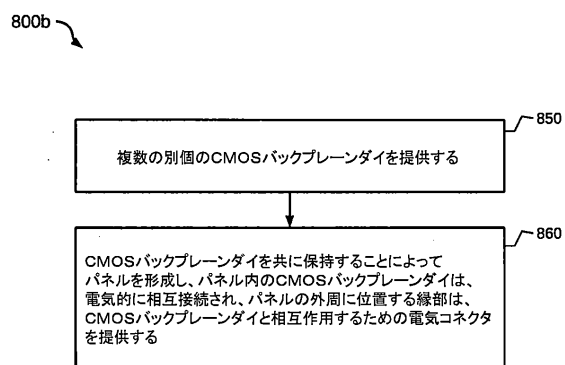 800b
850
複数の別個のCMOSバックプレーンダイを提供する
860
CMOSバックプレーンダイを共に保持することによって
パネルを形成し、パネル内のCMOSバックプレーンダイは、
電気的に相互接続され、パネルの外周に位置する縁部は、
CMOSバックプレーンダイと相互作用するための電気コネクタ
を提供する